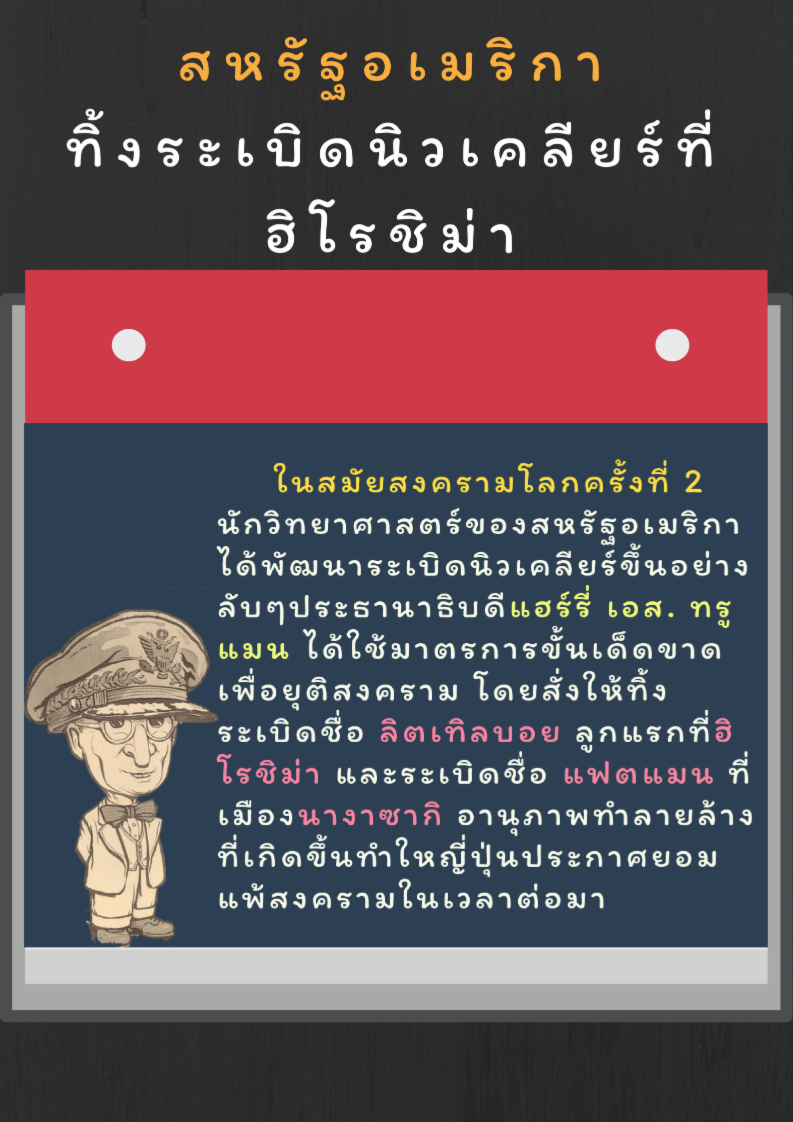 สหรัฐอเมริกา
ทิ้งระเบิดนิวเคลียร์ที่
ฮิโรชิม่า
ในสมัยสงครามโลกครั้งที่ 2
นักวิทยาศาสตร์ของสหรัฐอเมริกา
ได้พัฒนาระเบิดนิวเคลียร์ขึ้นอย่าง
ลับๆประธานาธิบดีแฮร์รี่ เอส. ทรู
แมน ได้ใช้มาตรการขั้นเด็ดขาด
เพื่อยุติสงคราม โดยสั่งให้ทิ้ง
ระเบิดชื่อ ลิตเทิลบอย ลูกแรกที่ฮิ
โรชิม่า และระเบิดชื่อ แฟตแมน ที่
เมืองนางาซากิ อานุภาพทำลายล้าง
ที่เกิดขึ้นทำใหญี่ปุ่นประกาศยอม
แพ้สงครามในเวลาต่อมา